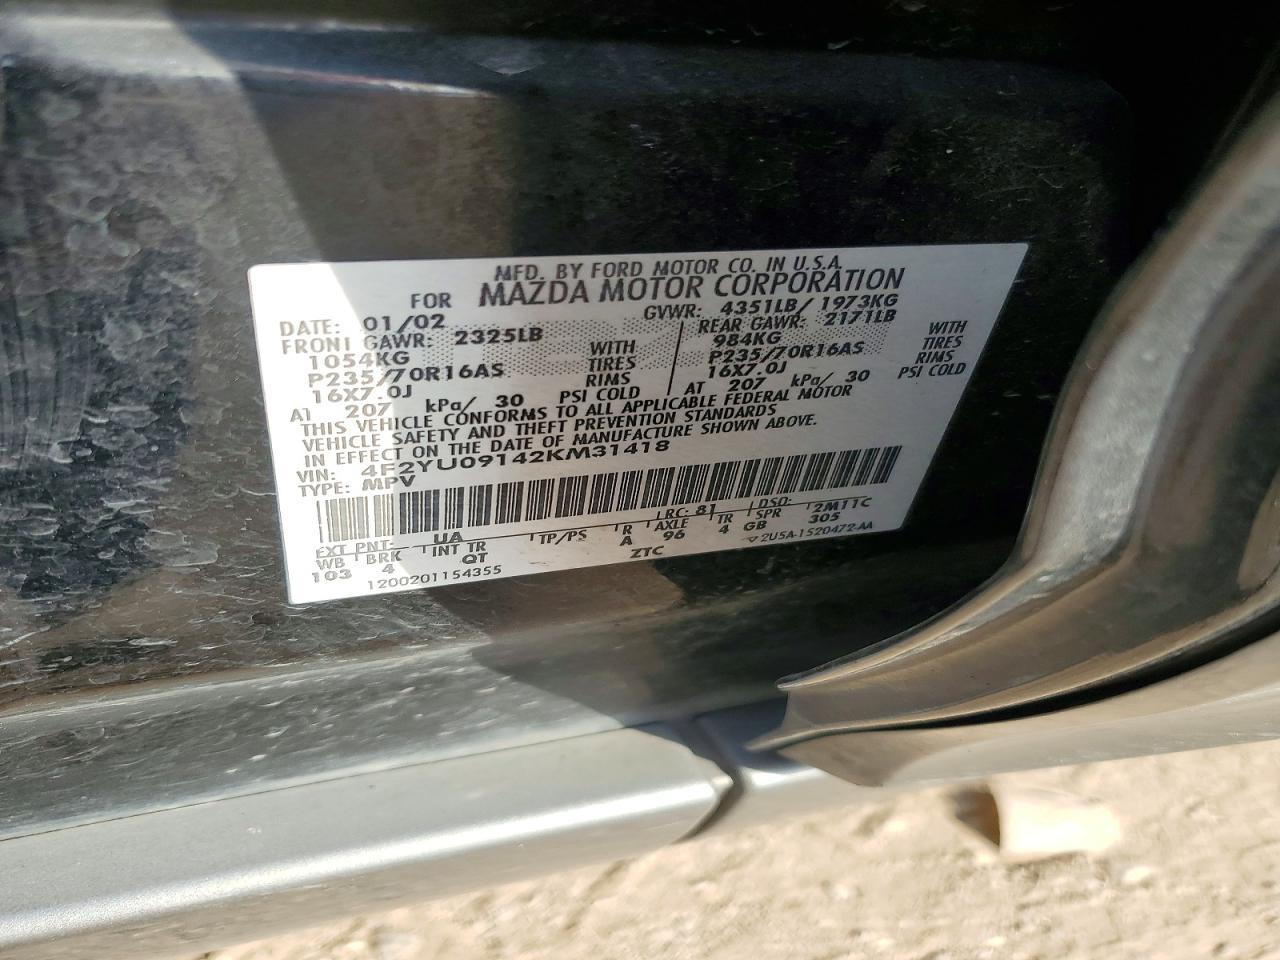 MFD. BY FORD MOTOR CO. IN U.S.A.
FOR MAZDA MOTOR CORPORATION
DATE: 01/02 GVWR: 4351LB/ 1973KG
FRONT GAWR: 2325LB REAR GAWR: 2171LB
1054KG WITH 984KG WITH
P235/70R16AS TIRES P235/70R16AS TIRES
16X7.0J RIMS 16X7.0J RIMS
AT 207 kPa/ 30 PSI COLD AT 207 kPa/ 30 PSI COLD
THIS VEHICLE CONFORMS TO ALL APPLICABLE FEDERAL MOTOR
VEHICLE SAFETY AND THEFT PREVENTION STANDARDS
IN EFFECT ON THE DATE OF MANUFACTURE SHOWN ABOVE.
VIN: 4F2YU09142KM31418
TYPE: MPV
EXT PNT: UA RC: 81 DSO: 2M11C
WB BRK INT TR TP/PS R AXLE TR SPR
103 4 QT A 96 4 GB 305
1200201154355 ZTC ▽ 2U5A-1520472-AA